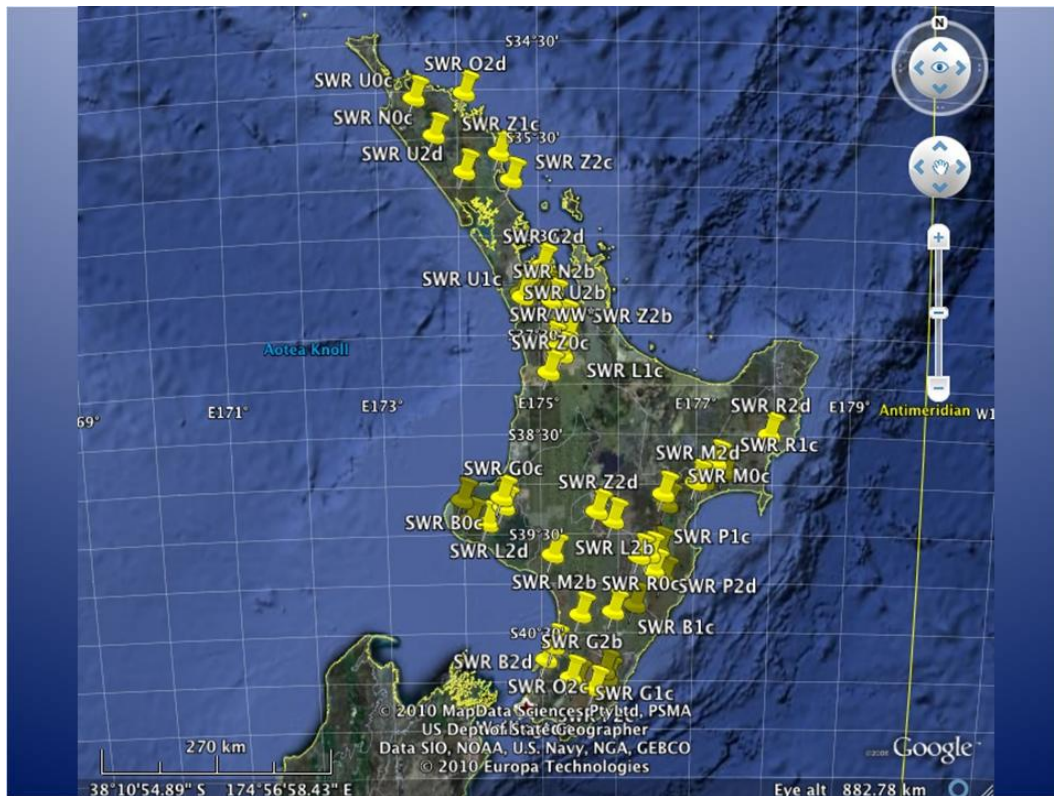 N
S34°30'
SWR O2d
SWR U0c
SWR N0c
SWR Z1c
S35°30'
SWR U2d
SWR Z2c
SWR N2b
SWR U1c
SWR U2b
SWR WW
SWR Z2b
SWR Z0c
Aotea Knoll
SWR L1c
E171°
E173°
E175°
E177°
E179°
SWR R2d
Antimeridian
S38°30'
SWR R1c
SWR M2d
SWR G0c
SWR M0c
SWR Z2d
SWR B0c
S39°30'
SWR P1c
SWR L2d
SWR L2b
SWR M2b
SWR R0c
SWR P2d
SWR B1c
S40°30'
SWR G2b
SWR B2d
SWR O2c
SWR G1c
© 2010 MapData Sciences PtyLtd, PSMA
US Dept of State Geographer
Data SIO, NOAA, U.S. Navy, NGA, GEBCO
© 2010 Europa Technologies
270 km
Google
38°10'54.89" S 174°56'58.43" E
Eye alt 882.78 km